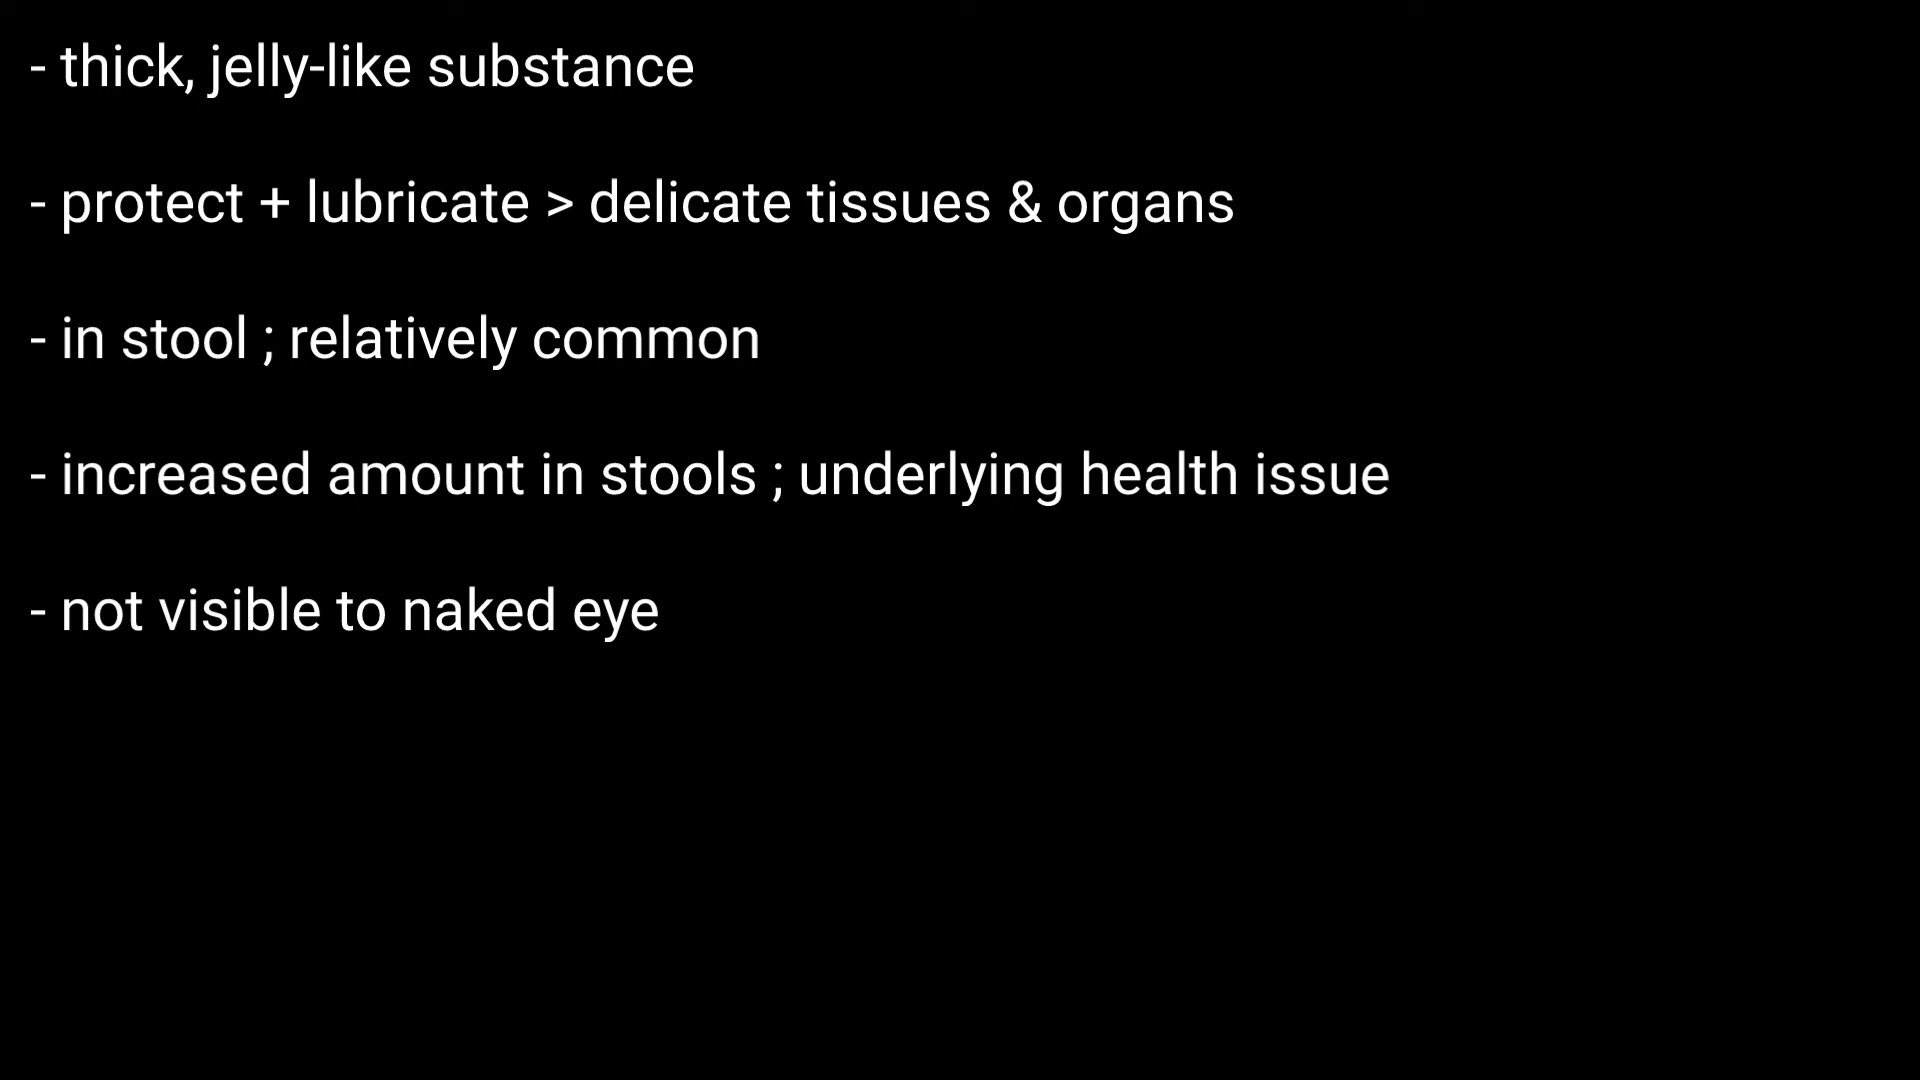 - thick, jelly-like substance
- protect + lubricate > delicate tissues & organs
- in stool ; relatively common
- increased amount in stools ; underlying health issue
- not visible to naked eye